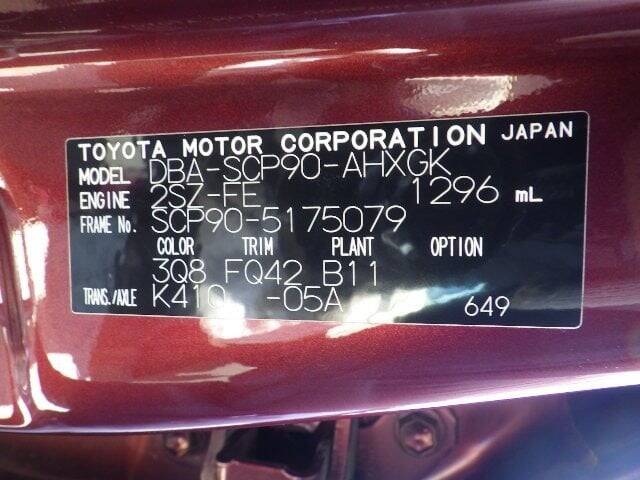 TOYOTA MOTOR CORPORATION JAPAN
MODEL DBA-SCP90-AHXGK
ENGINE 2SZ-FE 1296 mL
FRAME No. SCP90-5175079
COLOR TRIM PLANT OPTION
3Q8 FQ42 B11
TRANS./AXLE K410 -05A
649